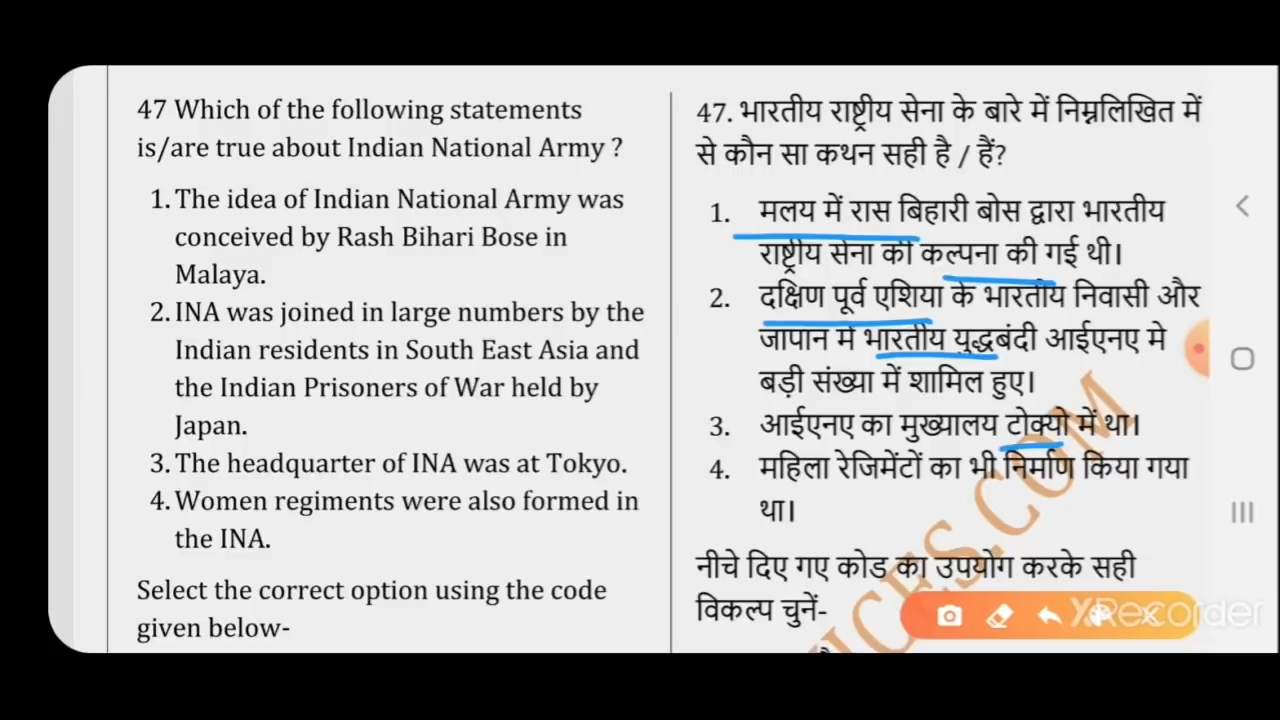 47 Which of the following statements
is/are true about Indian National Army ?
1. The idea of Indian National Army was
conceived by Rash Bihari Bose in
Malaya.
2. INA was joined in large numbers by the
Indian residents in South East Asia and
the Indian Prisoners of War held by
Japan.
3. The headquarter of INA was at Tokyo.
4. Women regiments were also formed in
the INA.
Select the correct option using the code
given below-
47. भारतीय राष्ट्रीय सेना के बारे में निम्नलिखित में
से कौन सा कथन सही है / हैं?
1. मलय में रास बिहारी बोस द्वारा भारतीय
राष्ट्रीय सेना की कल्पना की गई थी।
2. दक्षिण पूर्व एशिया के भारतीय निवासी और
जापान में भारतीय युद्धबंदी आईएनए मे
बड़ी संख्या में शामिल हुए।
3. आईएनए का मुख्यालय टोक्यो में था।
4. महिला रेजिमेंटों का भी निर्माण किया गया
था।
नीचे दिए गए कोड का उपयोग करके सही
विकल्प चुनें-
XRecorder